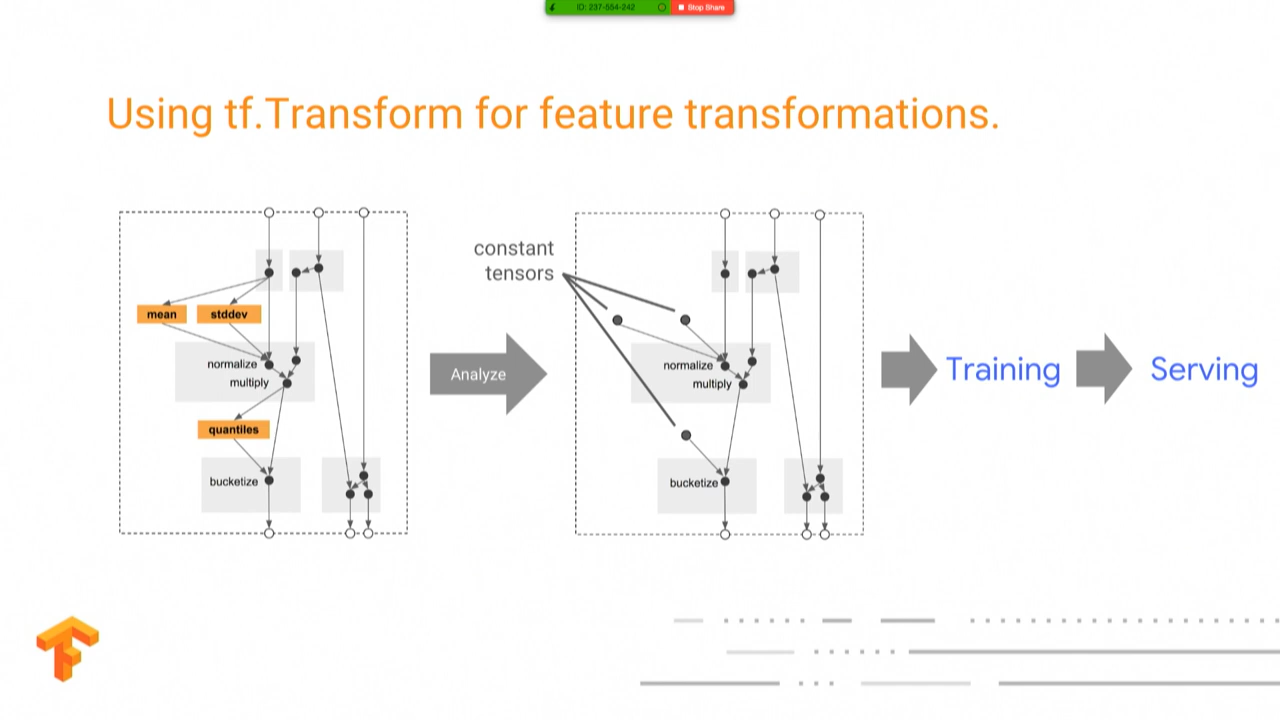 ID: 237-554-242 Stop Share
Using tf.Transform for feature transformations.
constant
tensors
mean stddev
normalize
multiply
quantiles
bucketize
Analyze
normalize
multiply
bucketize
Training Serving